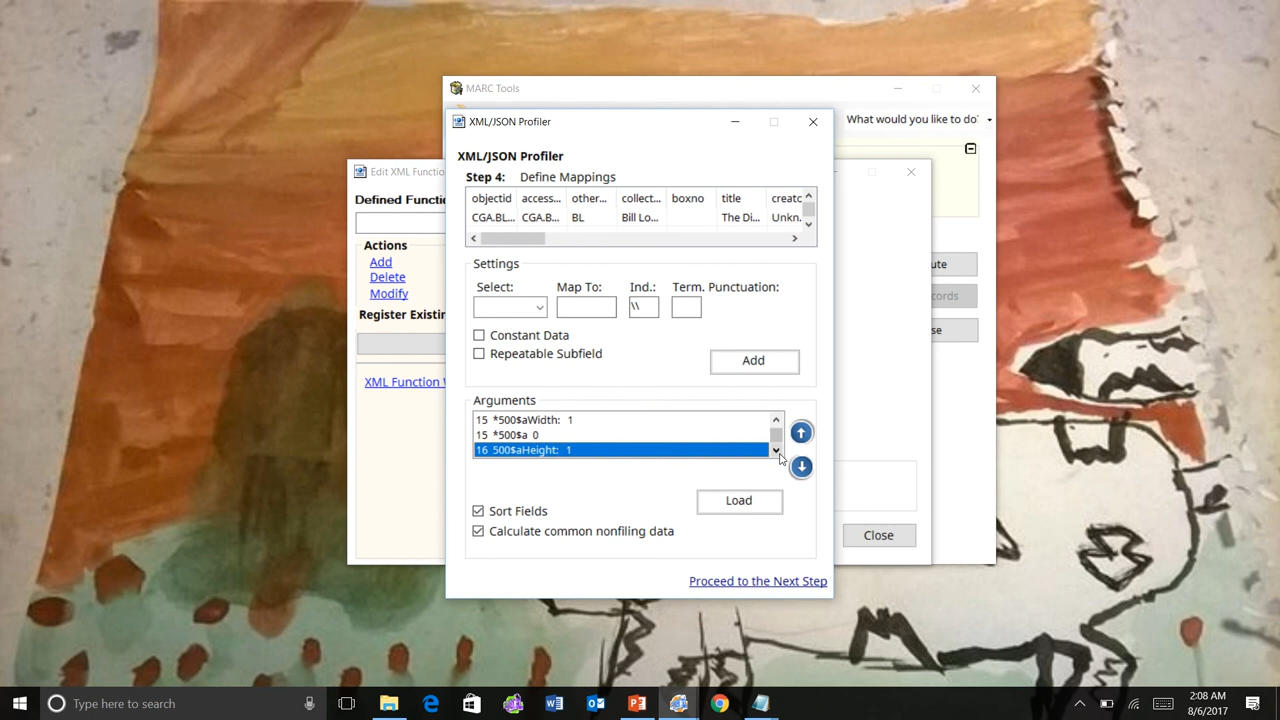 MARC Tools
XML/JSON Profiler
What would you like to do
XML/JSON Profiler
Edit XML Functio
Step 4: Define Mappings
Defined Functi
objectid access... other... collect... boxno title creatc
CGA.BL... CGA.B... BL Bill Lo... The Di... Unkn.
Actions
Add
Delete
Modify
Settings
ute
Select: Map To: Ind.: Term. Punctuation:
cords
\\
Register Existin
se
Constant Data
Repeatable Subfield
Add
XML Function
Arguments
15 *500$aWidth: 1
15 *500$a 0
16 500$aHeight: 1
Load
Sort Fields
Calculate common nonfiling data
Close
Proceed to the Next Step
Type here to search
2:08 AM
8/6/2017